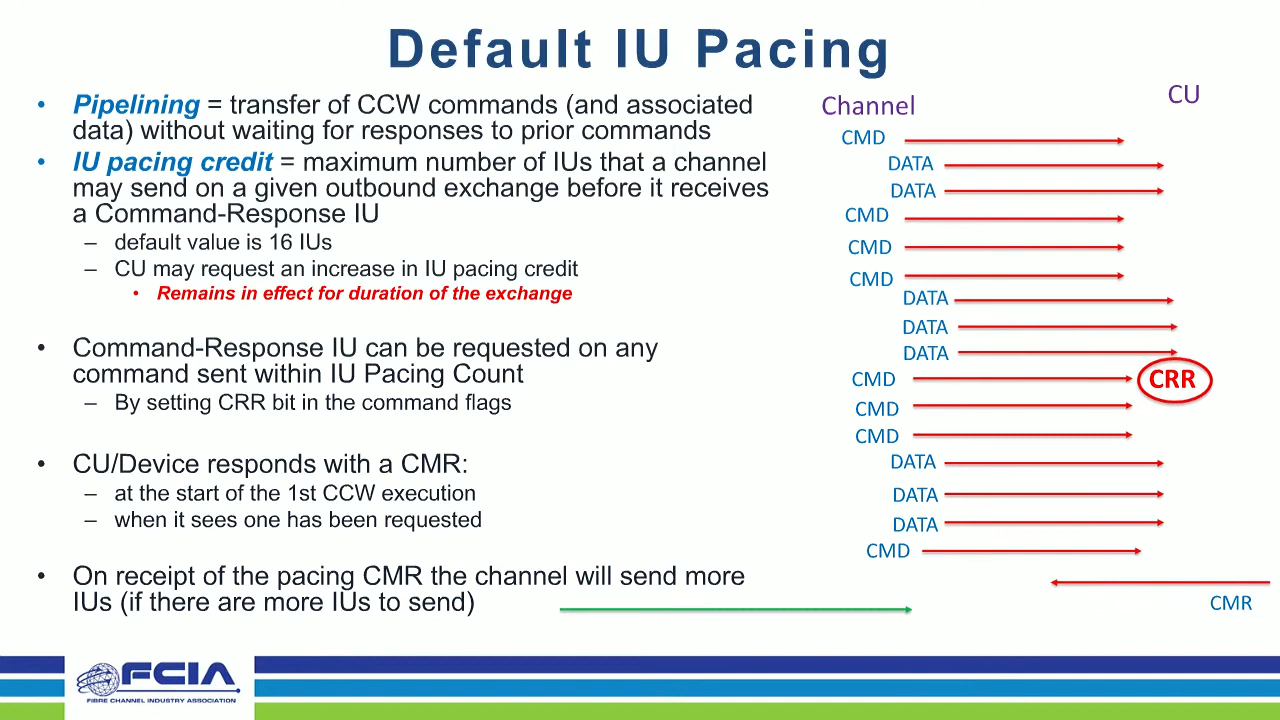 Default IU Pacing
• Pipelining = transfer of CCW commands (and associated
data) without waiting for responses to prior commands
• IU pacing credit = maximum number of IUs that a channel
may send on a given outbound exchange before it receives
a Command-Response IU
– default value is 16 IUs
– CU may request an increase in IU pacing credit
• Remains in effect for duration of the exchange
• Command-Response IU can be requested on any
command sent within IU Pacing Count
– By setting CRR bit in the command flags
• CU/Device responds with a CMR:
– at the start of the 1st CCW execution
– when it sees one has been requested
• On receipt of the pacing CMR the channel will send more
IUs (if there are more IUs to send)
Channel
CU
CMD
DATA
DATA
CMD
CMD
CMD
DATA
DATA
DATA
CMD
CRR
CMD
CMD
DATA
DATA
DATA
CMD
CMR
FCIA
FIBRE CHANNEL INDUSTRY ASSOCIATION